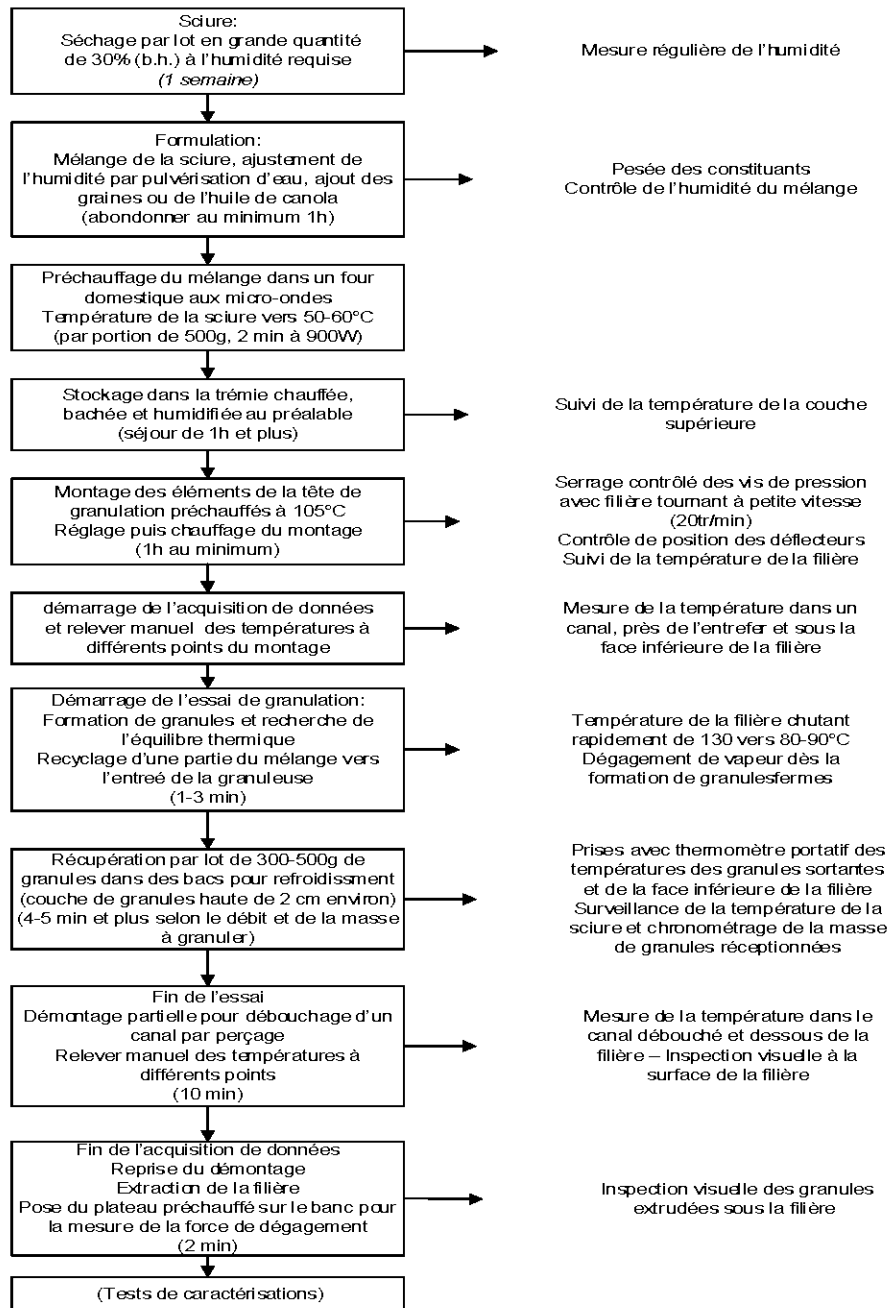 Sciure:
Séchage par lot en grande quantité
de 30% (b.h.) à l'humidité requise
(1 semaine)
Mesure régulière de l'humidité
Formulation:
Mélange de la sciure, ajustement de
l'humidité par pulvérisation d'eau, ajout des
graines ou de l'huile de canola
(abondonner au minimum 1h)
Pesée des constituants
Contrôle de l'humidité du mélange
Préchauffage du mélange dans un four
domestique aux micro-ondes
Température de la sciure vers 50-60°C
(par portion de 500g, 2 min à 900W)
Stockage dans la trémie chauffée,
bachée et humidifiée au préalable
(séjour de 1h et plus)
Suivi de la température de la couche
supérieure
Montage des éléments de la tête de
granulation préchauffés à 105°C
Réglage puis chauffage du montage
(1h au minimum)
Serrage contrôlé des vis de pression
avec filière tournant à petite vitesse
(20tr/min)
Contrôle de position des déflecteurs
Suivi de la température de la filière
démarrage de l'acquisition de données
et relever manuel des températures à
différents points du montage
Mesure de la température dans un
canal, près de l'entrefer et sous la
face inférieure de la filière
Démarrage de l'essai de granulation:
Formation de granules et recherche de
l'équilibre thermique
Recyclage d'une partie du mélange vers
l'entreé de la granuleuse
(1-3 min)
Température de la filière chutant
rapidement de 130 vers 80-90°C
Dégagement de vapeur dès la
formation de granulesfermes
Récupération par lot de 300-500g de
granules dans des bacs pour refroidissment
(couche de granules haute de 2 cm environ)
(4-5 min et plus selon le débit et de la masse
à granuler)
Prises avec thermomètre portatif des
températures des granules sortantes
et de la face inférieure de la filière
Surveillance de la température de la
sciure et chronométrage de la masse
de granules réceptionnées
Fin de l'essai
Démontage partielle pour débouchage d'un
canal par perçage
Relever manuel des températures à
différents points
(10 min)
Mesure de la température dans le
canal débouché et dessous de la
filière – Inspection visuelle à la
surface de la filière
Fin de l'acquisition de données
Reprise du démontage
Extraction de la filière
Pose du plateau préchauffé sur le banc pour
la mesure de la force de dégagement
(2 min)
Inspection visuelle des granules
extrudées sous la filière
(Tests de caractérisations)